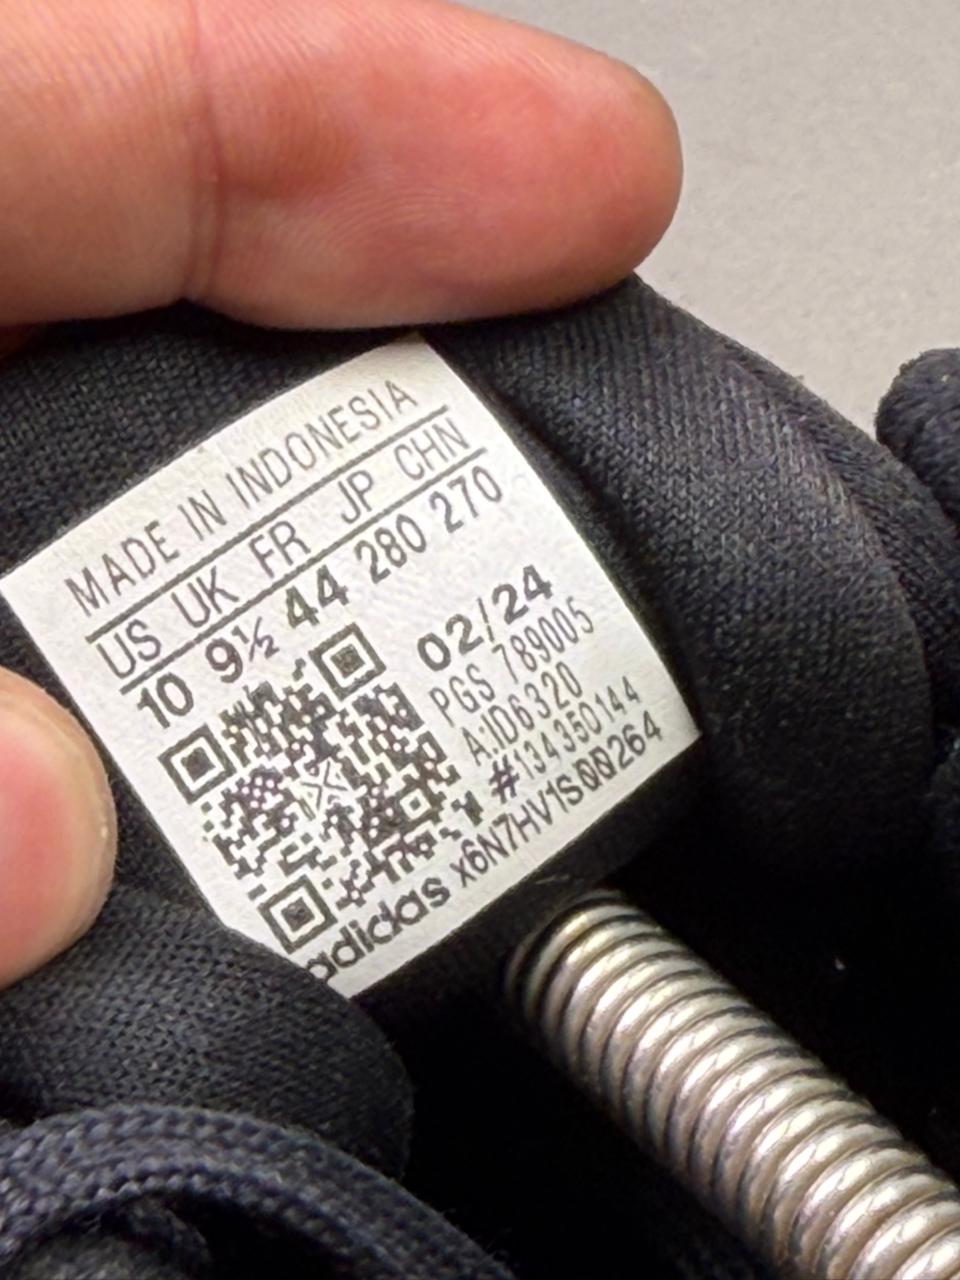 MADE IN INDONESIA
US UK FR JP CHN
10 9½ 44 280 270
02/24
PGS 789005
A:ID6320
#134350144
adidas x6N7HV1S0B264